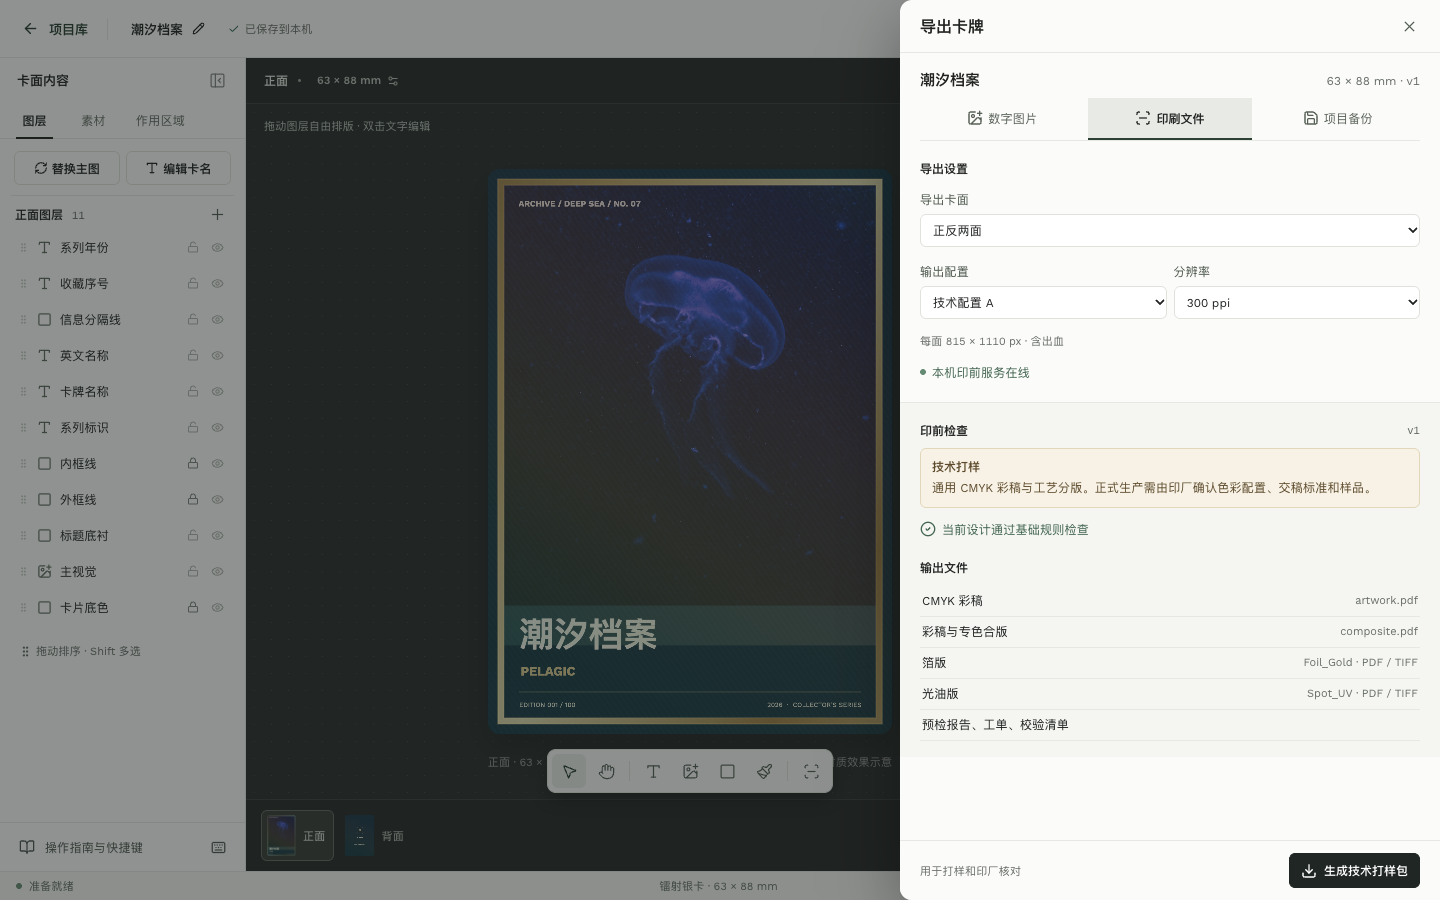 项目库
潮汐档案
已保存到本机
卡面内容
图层
素材
作用区域
替换主图
编辑卡名
正面图层 11
系列年份
收藏序号
信息分隔线
英文名称
卡牌名称
系列标识
内框线
外框线
标题底衬
主视觉
卡片底色
拖动排序 · Shift 多选
操作指南与快捷键
准备就绪
正面 • 63 × 88 mm
拖动图层自由排版 · 双击文字编辑
ARCHIVE / DEEP SEA / NO. 07
潮汐档案
PELAGIC
EDITION 001 / 100
2026 · COLLECTOR'S SERIES
正面 · 63 ×
质效果示意
正面
背面
镭射银卡 · 63 × 88 mm
导出卡牌
潮汐档案
63 × 88 mm · v1
数字图片
印刷文件
项目备份
导出设置
导出卡面
正反两面
输出配置
分辨率
技术配置 A
300 ppi
每面 815 × 1110 px · 含出血
本机印前服务在线
印前检查
v1
技术打样
通用 CMYK 彩稿与工艺分版。正式生产需由印厂确认色彩配置、交稿标准和样品。
当前设计通过基础规则检查
输出文件
CMYK 彩稿
artwork.pdf
彩稿与专色合版
composite.pdf
箔版
Foil_Gold · PDF / TIFF
光油版
Spot_UV · PDF / TIFF
预检报告、工单、校验清单
用于打样和印厂核对
生成技术打样包